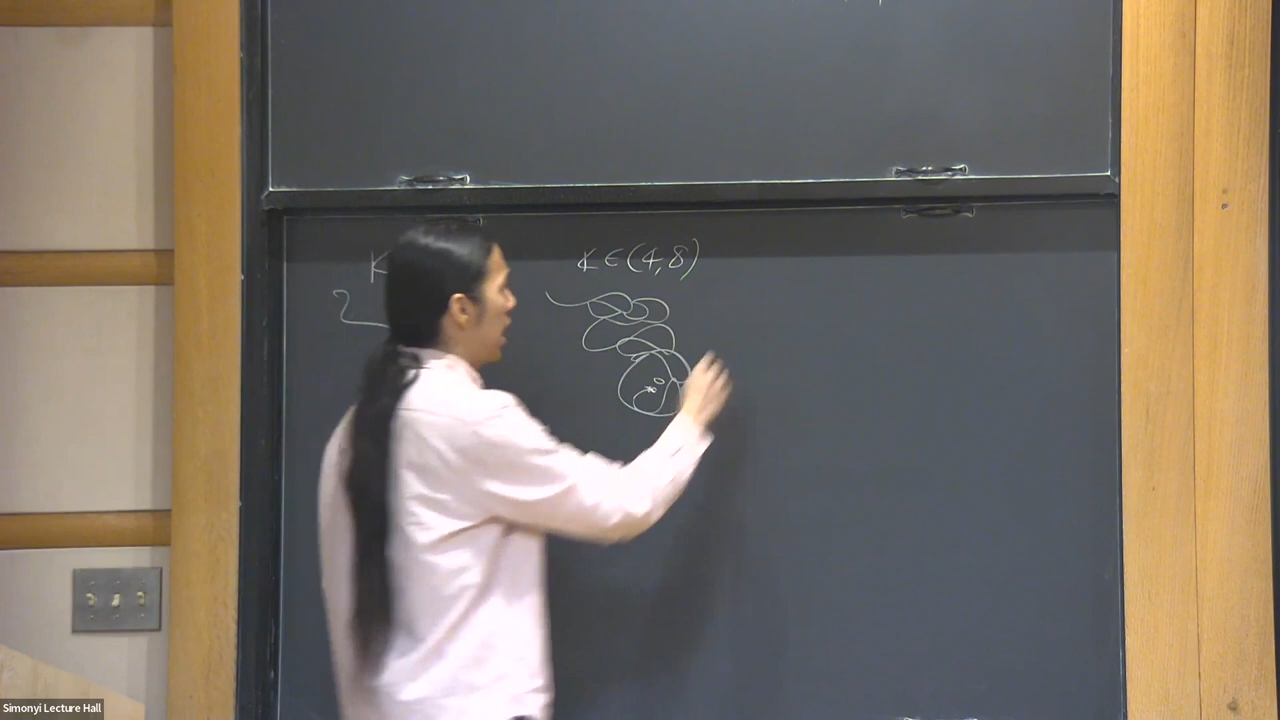 K
κ ∈ (4,8)
Simonyi Lecture Hall